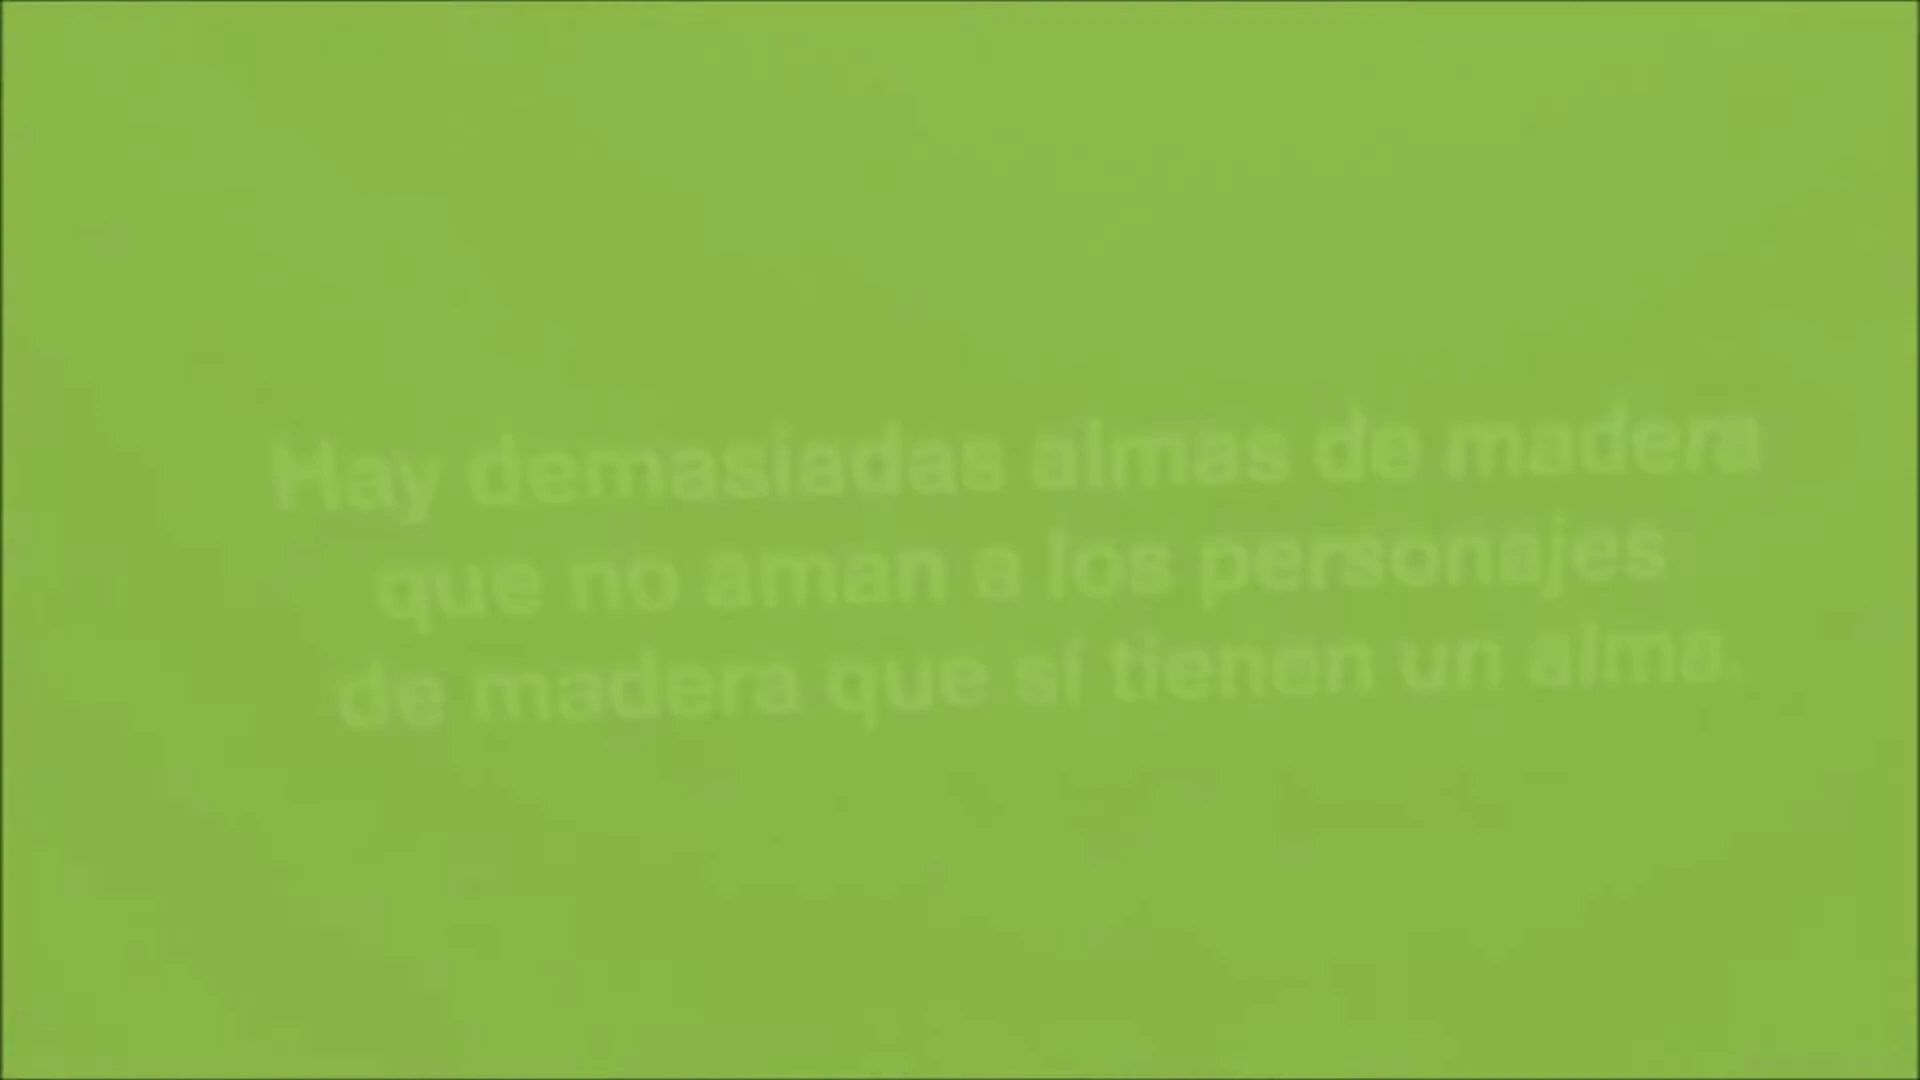 Hay demasiadas almas de madera
que no aman a los personajes
de madera que sí tienen un alma.